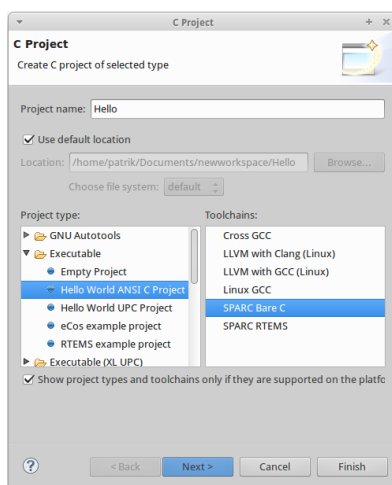 C Project
C Project
Create C project of selected type
Project name: Hello
Use default location
Location: /home/patrik/Documents/newworkspace/Hello Browse...
Choose file system: default
Project type:
GNU Autotools
Executable
Empty Project
Hello World ANSI C Project
Hello World UPC Project
eCos example project
RTEMS example project
Executable (XL UPC)
Toolchains:
Cross GCC
LLVM with Clang (Linux)
LLVM with GCC (Linux)
Linux GCC
SPARC Bare C
SPARC RTEMS
Show project types and toolchains only if they are supported on the platfo
? < Back Next > Cancel Finish